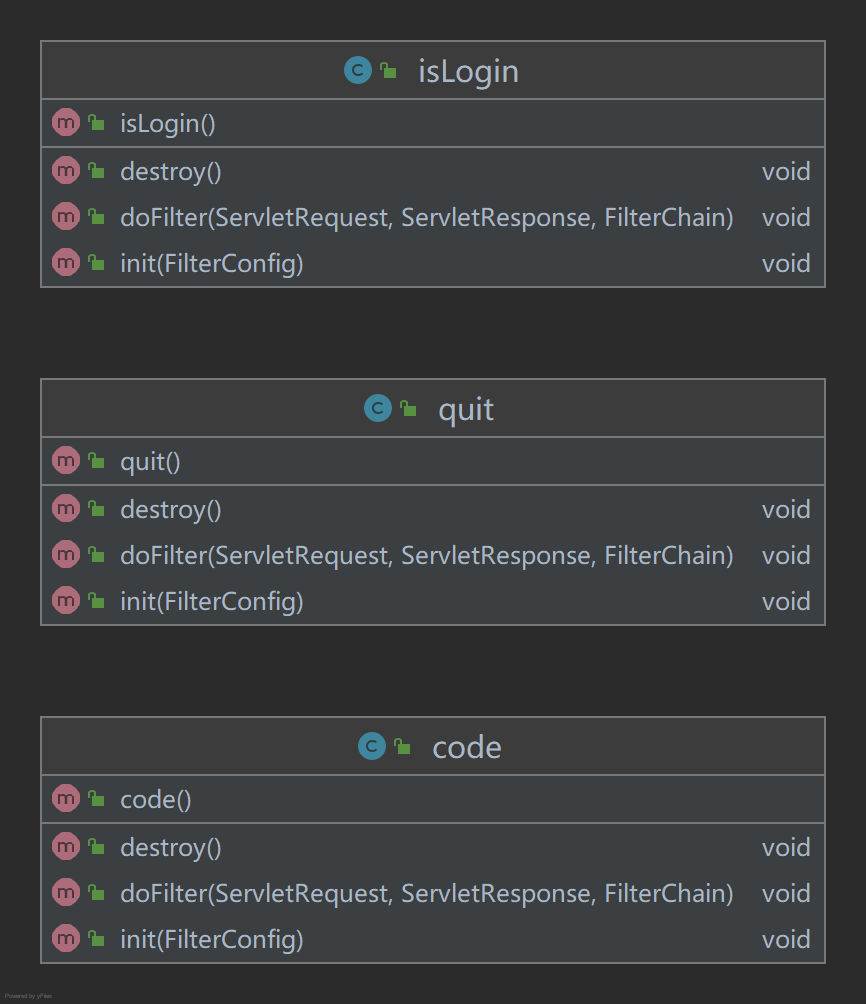 C isLogin
m isLogin()
m destroy() void
m doFilter(ServletRequest, ServletResponse, FilterChain) void
m init(FilterConfig) void
C quit
m quit()
m destroy() void
m doFilter(ServletRequest, ServletResponse, FilterChain) void
m init(FilterConfig) void
C code
m code()
m destroy() void
m doFilter(ServletRequest, ServletResponse, FilterChain) void
m init(FilterConfig) void
Powered by yFiles